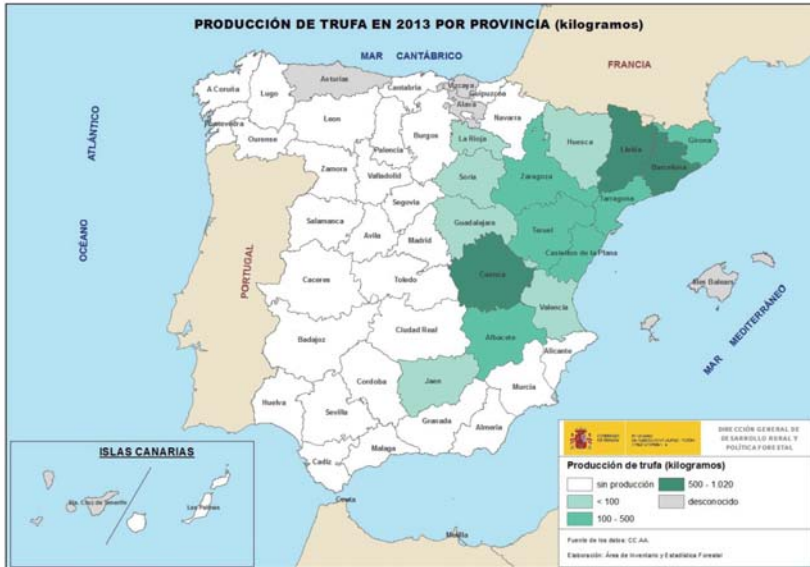 PRODUCCIÓN DE TRUFA EN 2013 POR PROVINCIA (kilogramos)
MAR CANTÁBRICO
FRANCIA
OCÉANO ATLÁNTICO
PORTUGAL
MAR MEDITERRÁNEO
A Coruña
Lugo
Asturias
Cantabria
Vizcaya
Guipuzcoa
Alava
Navarra
Pontevedra
Ourense
Leon
Palencia
Burgos
La Rioja
Huesca
Lleida
Barcelona
Girona
Zamora
Valladolid
Soria
Zaragoza
Tarragona
Segovia
Salamanca
Avila
Madrid
Guadalajara
Teruel
Castellon de la Plana
Caceres
Toledo
Cuenca
Valencia
Illes Balears
Badajoz
Ciudad Real
Albacete
Alicante
Huelva
Sevilla
Cordoba
Jaen
Murcia
Cadiz
Malaga
Granada
Almeria
Ceuta
Melilla
ISLAS CANARIAS
Sta. Cruz de Tenerife
Las Palmas
DIRECCIÓN GENERAL DE
DESARROLLO RURAL Y
POLÍTICA FORESTAL
Producción de trufa (kilogramos)
sin producción
< 100
100 - 500
500 - 1.020
desconocido
Fuente de los datos: CC.AA.
Elaboración: Área de Inventario y Estadística Forestal